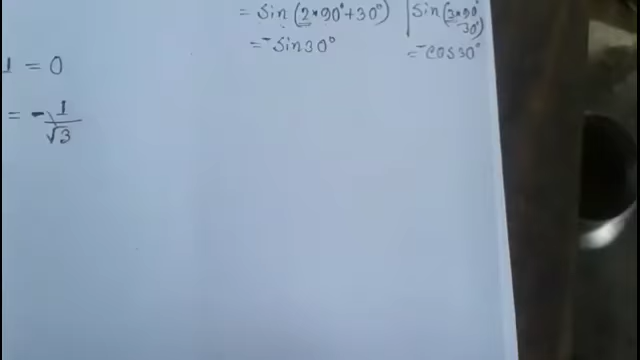 = sin (2*90°+30°)
= -sin30°
sin(3*90°
-30°)
= -cos30°
1 = 0
= - 1
√3